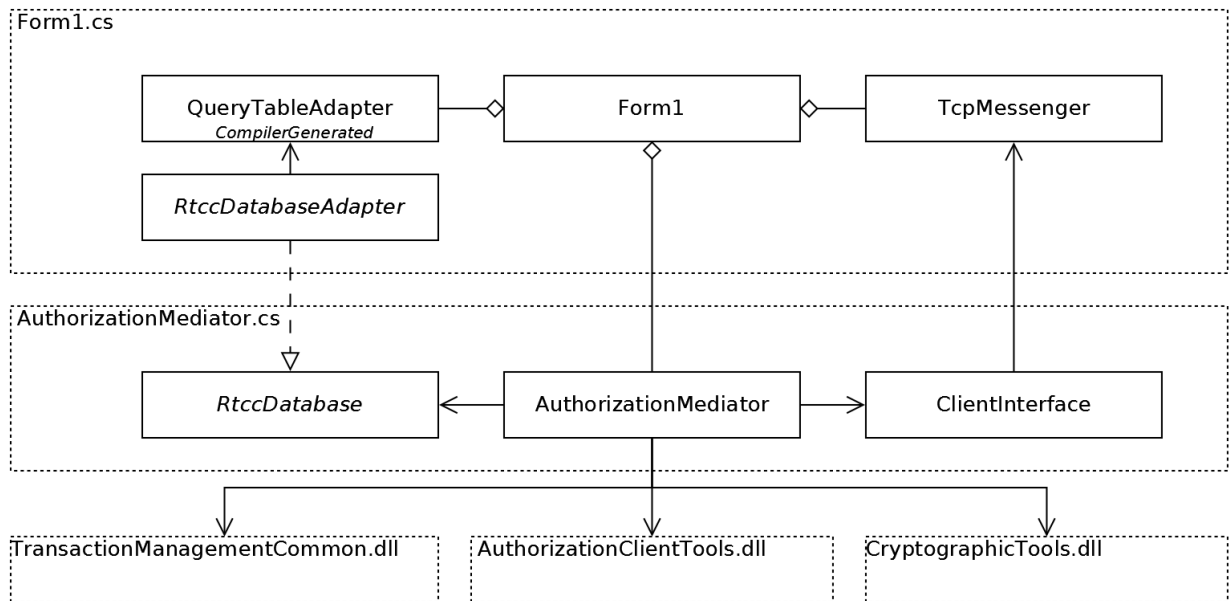 Form1.cs
QueryTableAdapter
CompilerGenerated
Form1
TcpMessenger
RtccDatabaseAdapter
AuthorizationMediator.cs
RtccDatabase
AuthorizationMediator
ClientInterface
TransactionManagementCommon.dll
AuthorizationClientTools.dll
CryptographicTools.dll